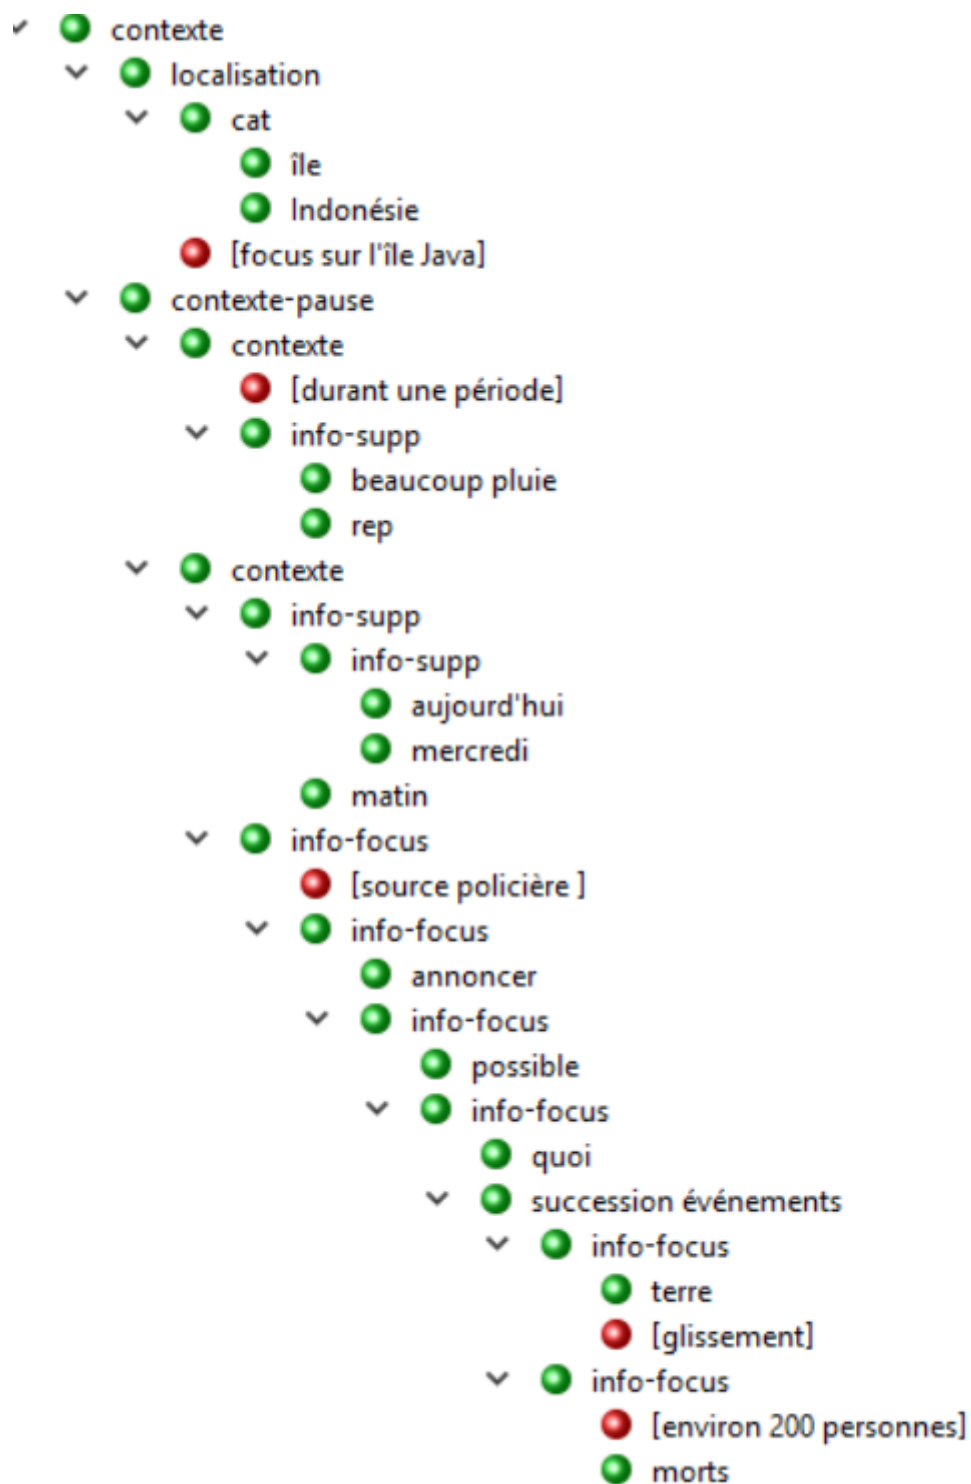 contexte
localisation
cat
île
Indonésie
[focus sur l'île Java]
contexte-pause
contexte
[durant une période]
info-supp
beaucoup pluie
rep
contexte
info-supp
info-supp
aujourd'hui
mercredi
matin
info-focus
[source policière ]
info-focus
annoncer
info-focus
possible
info-focus
quoi
succession événements
info-focus
terre
[glissement]
info-focus
[environ 200 personnes]
morts